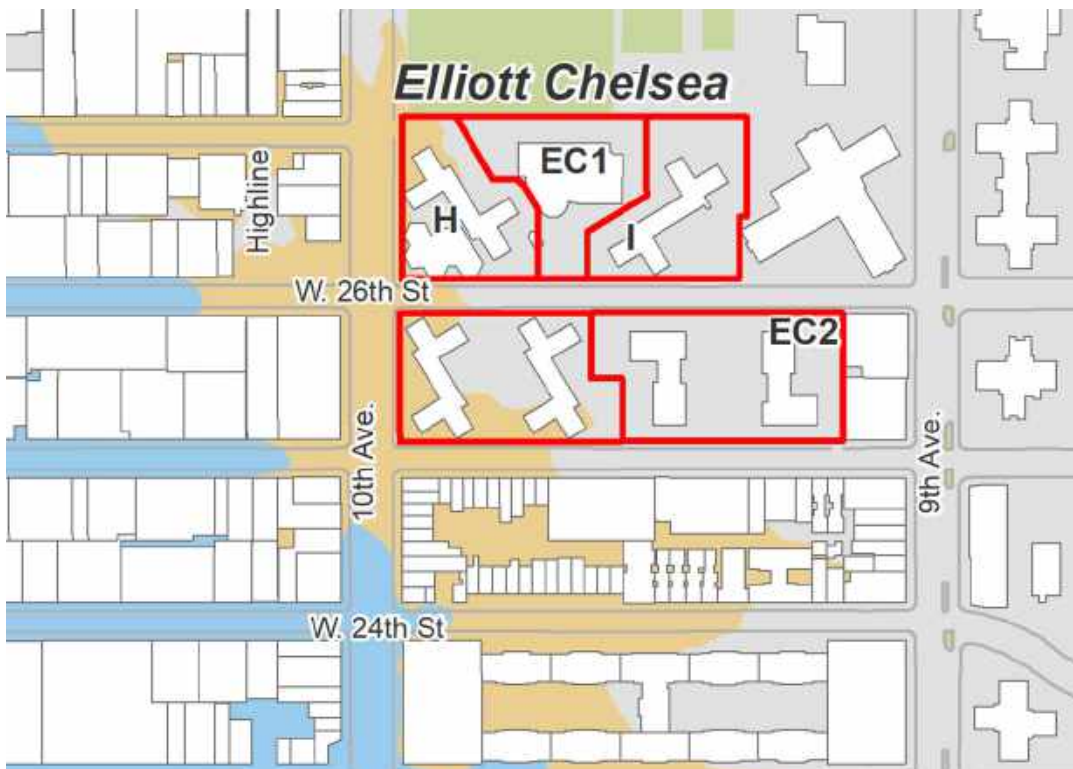 Elliott Chelsea
EC1
Highline
H
I
W. 26th St
EC2
10th Ave.
9th Ave.
W. 24th St